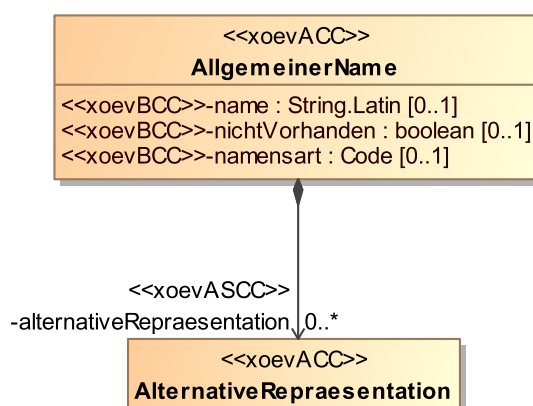 <<xoevACC>>
AllgemeinerName
<<xoevBCC>>-name : String.Latin [0..1]
<<xoevBCC>>-nichtVorhanden : boolean [0..1]
<<xoevBCC>>-namensart : Code [0..1]
<<xoevASCC>>
-alternativeRepraesentation 0..*
<<xoevACC>>
AlternativeRepraesentation